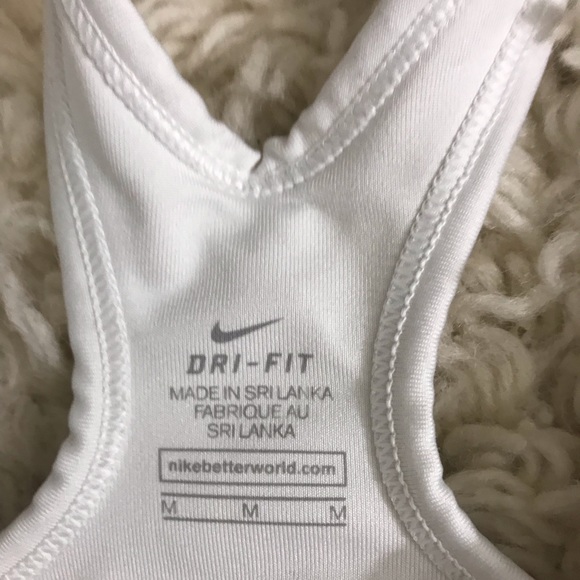 DRI-FIT
MADE IN SRI LANKA
FABRIQUE AU
SRI LANKA
nikebetterworld.com
M M M